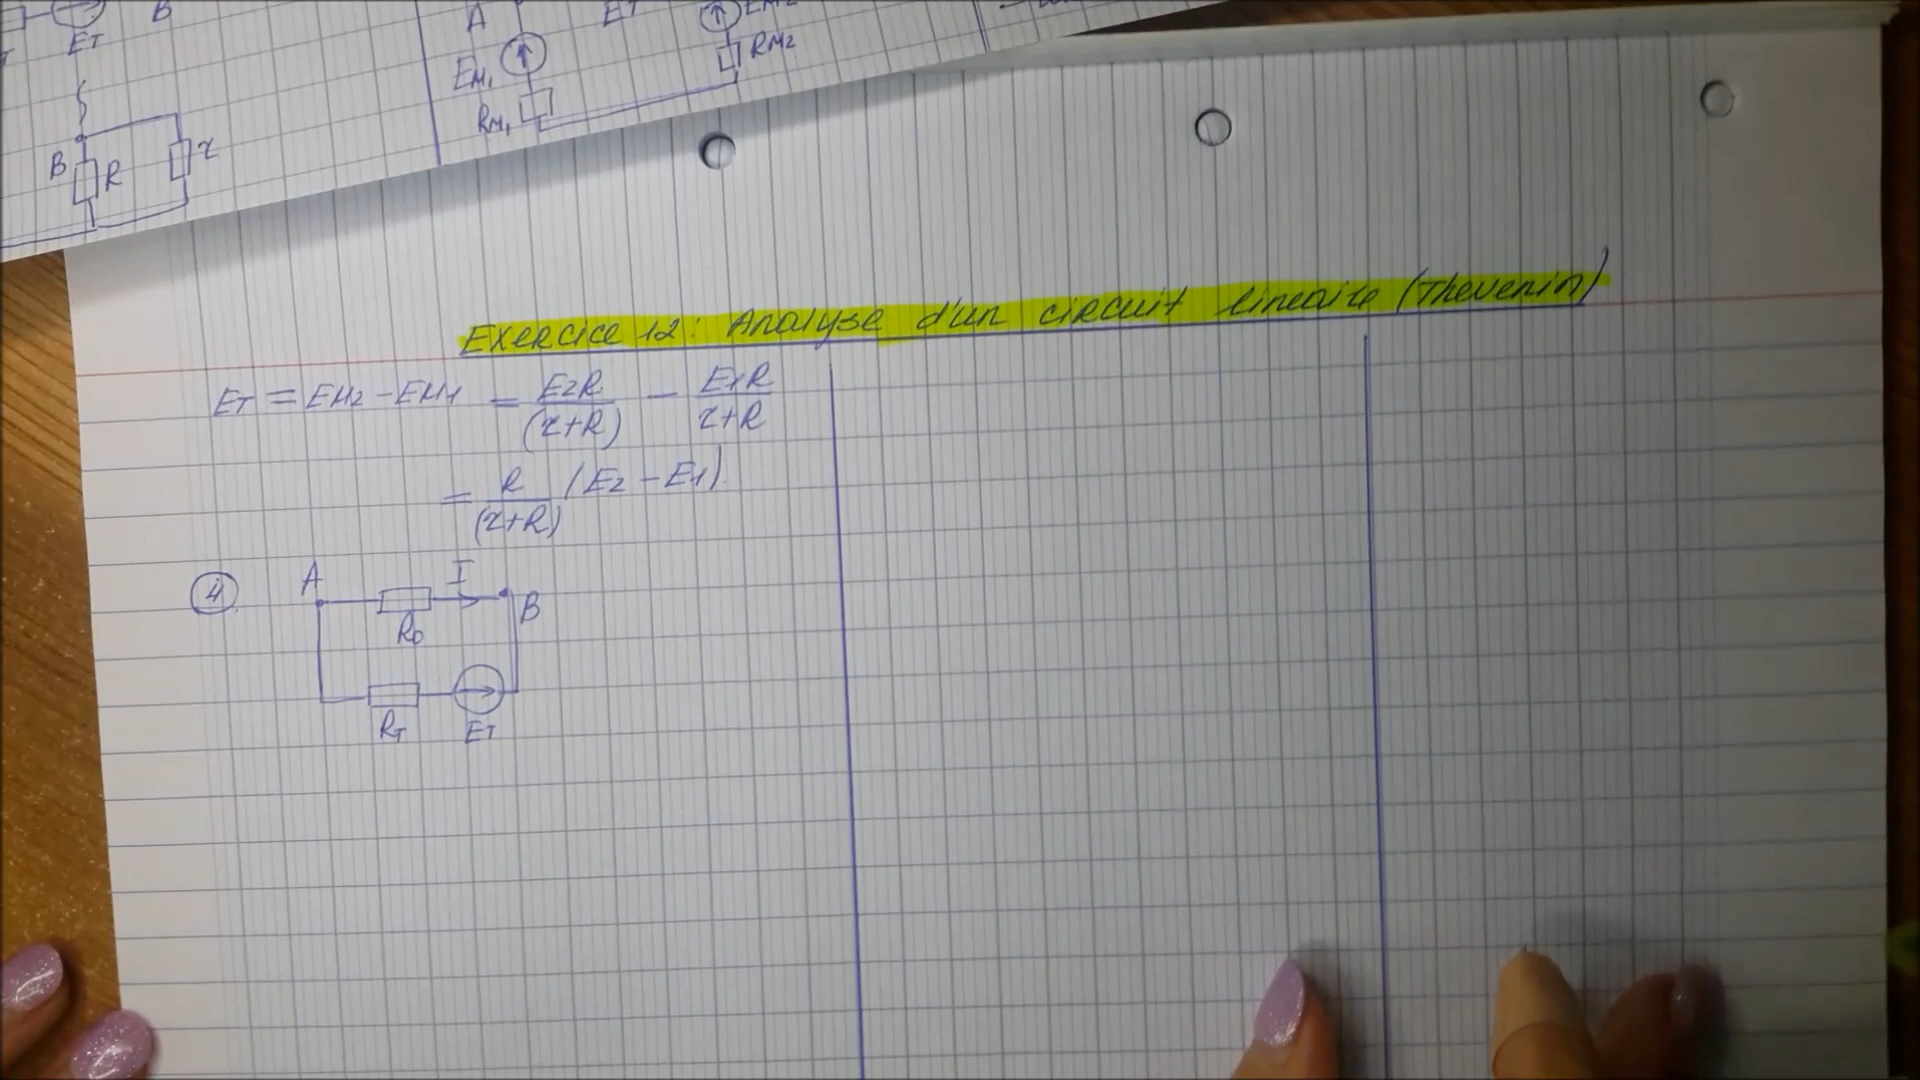 B
ET
B
R
r
A
EM1
RM1
RM2
Exercice 12: Analyse d'un circuit lineaire (Thevenin)
ET = EM2 - EM1 = E2R/(r+R) - E1R/r+R
= R/(r+R) (E2 - E1).
4
A
I
B
R0
RT
ET